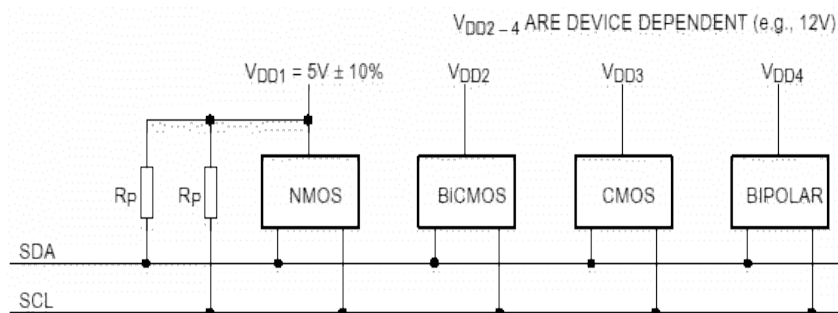 VDD2–4 ARE DEVICE DEPENDENT (e.g., 12V)
VDD1 = 5V ± 10%
VDD2
VDD3
VDD4
RP
RP
NMOS
BiCMOS
CMOS
BIPOLAR
SDA
SCL